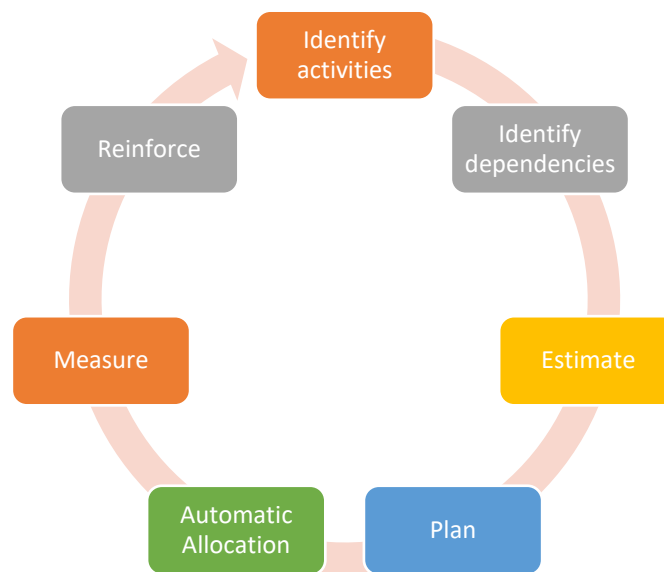 Identify
activities
Identify
dependencies
Estimate
Plan
Automatic
Allocation
Measure
Reinforce